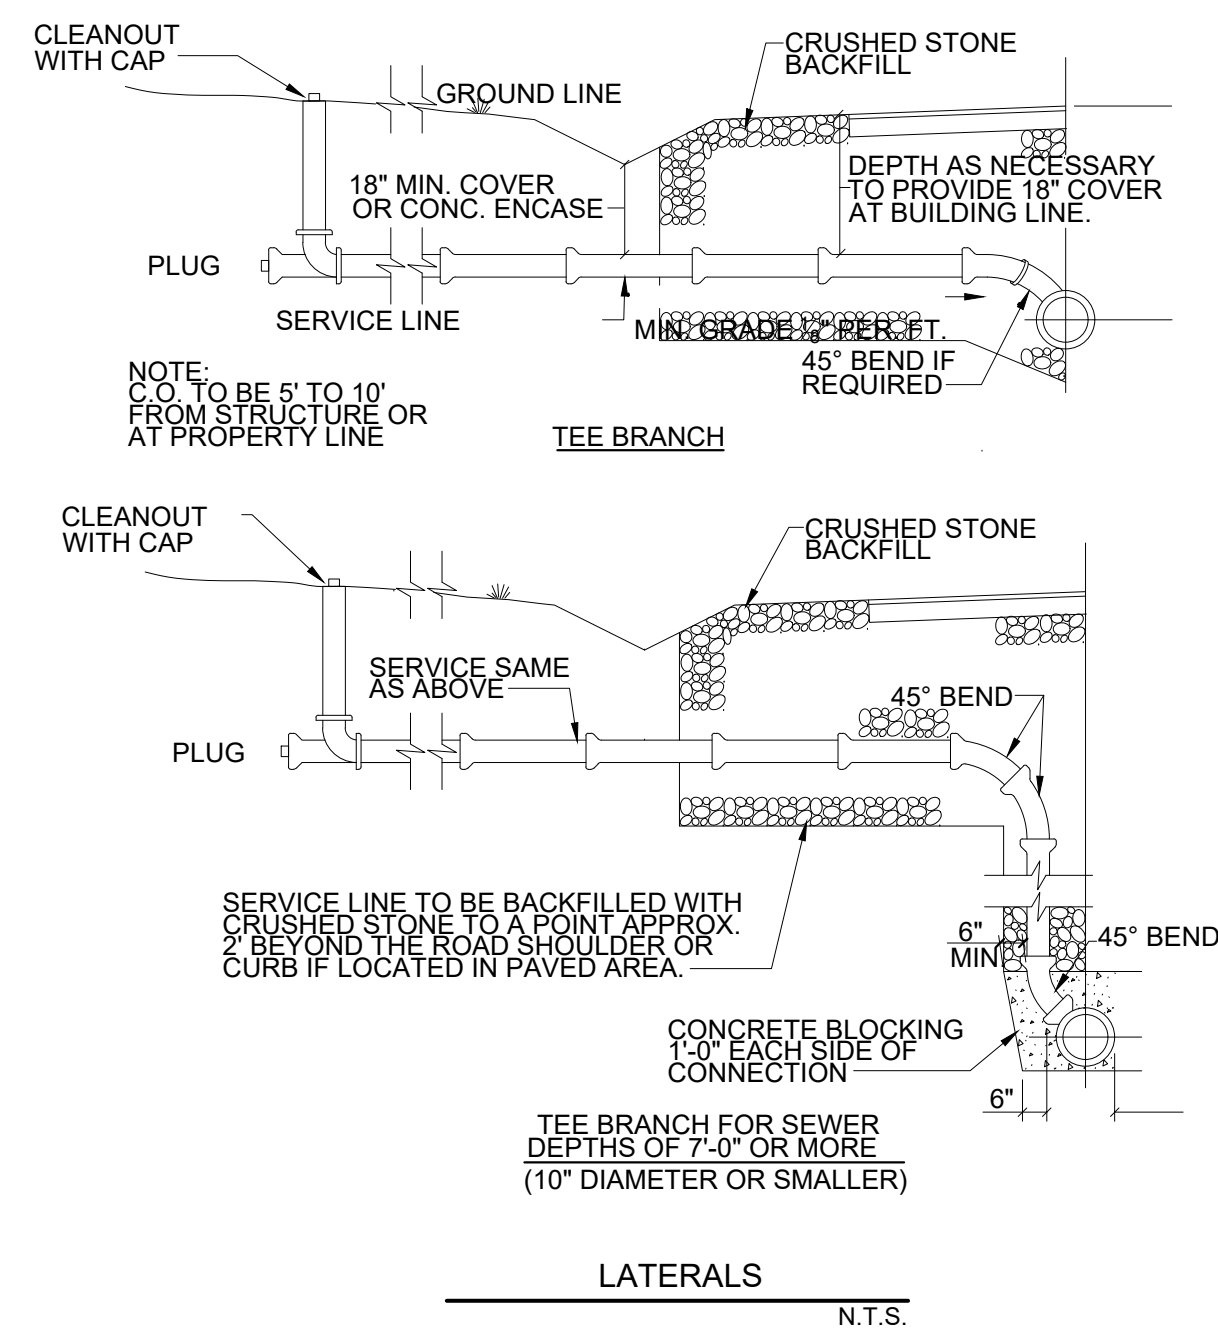 CLEANOUT
WITH CAP
CRUSHED STONE
BACKFILL
GROUND LINE
18" MIN. COVER
OR CONC. ENCASE
DEPTH AS NECESSARY
TO PROVIDE 18" COVER
AT BUILDING LINE.
PLUG
SERVICE LINE
MIN. GRADE ⅛" PER. FT.
45° BEND IF
REQUIRED
NOTE:
C.O. TO BE 5' TO 10'
FROM STRUCTURE OR
AT PROPERTY LINE
TEE BRANCH
CLEANOUT
WITH CAP
CRUSHED STONE
BACKFILL
SERVICE SAME
AS ABOVE
45° BEND
PLUG
SERVICE LINE TO BE BACKFILLED WITH
CRUSHED STONE TO A POINT APPROX.
2' BEYOND THE ROAD SHOULDER OR
CURB IF LOCATED IN PAVED AREA.
6"
MIN.
45° BEND
CONCRETE BLOCKING
1'-0" EACH SIDE OF
CONNECTION
6"
TEE BRANCH FOR SEWER
DEPTHS OF 7'-0" OR MORE
(10" DIAMETER OR SMALLER)
LATERALS
N.T.S.